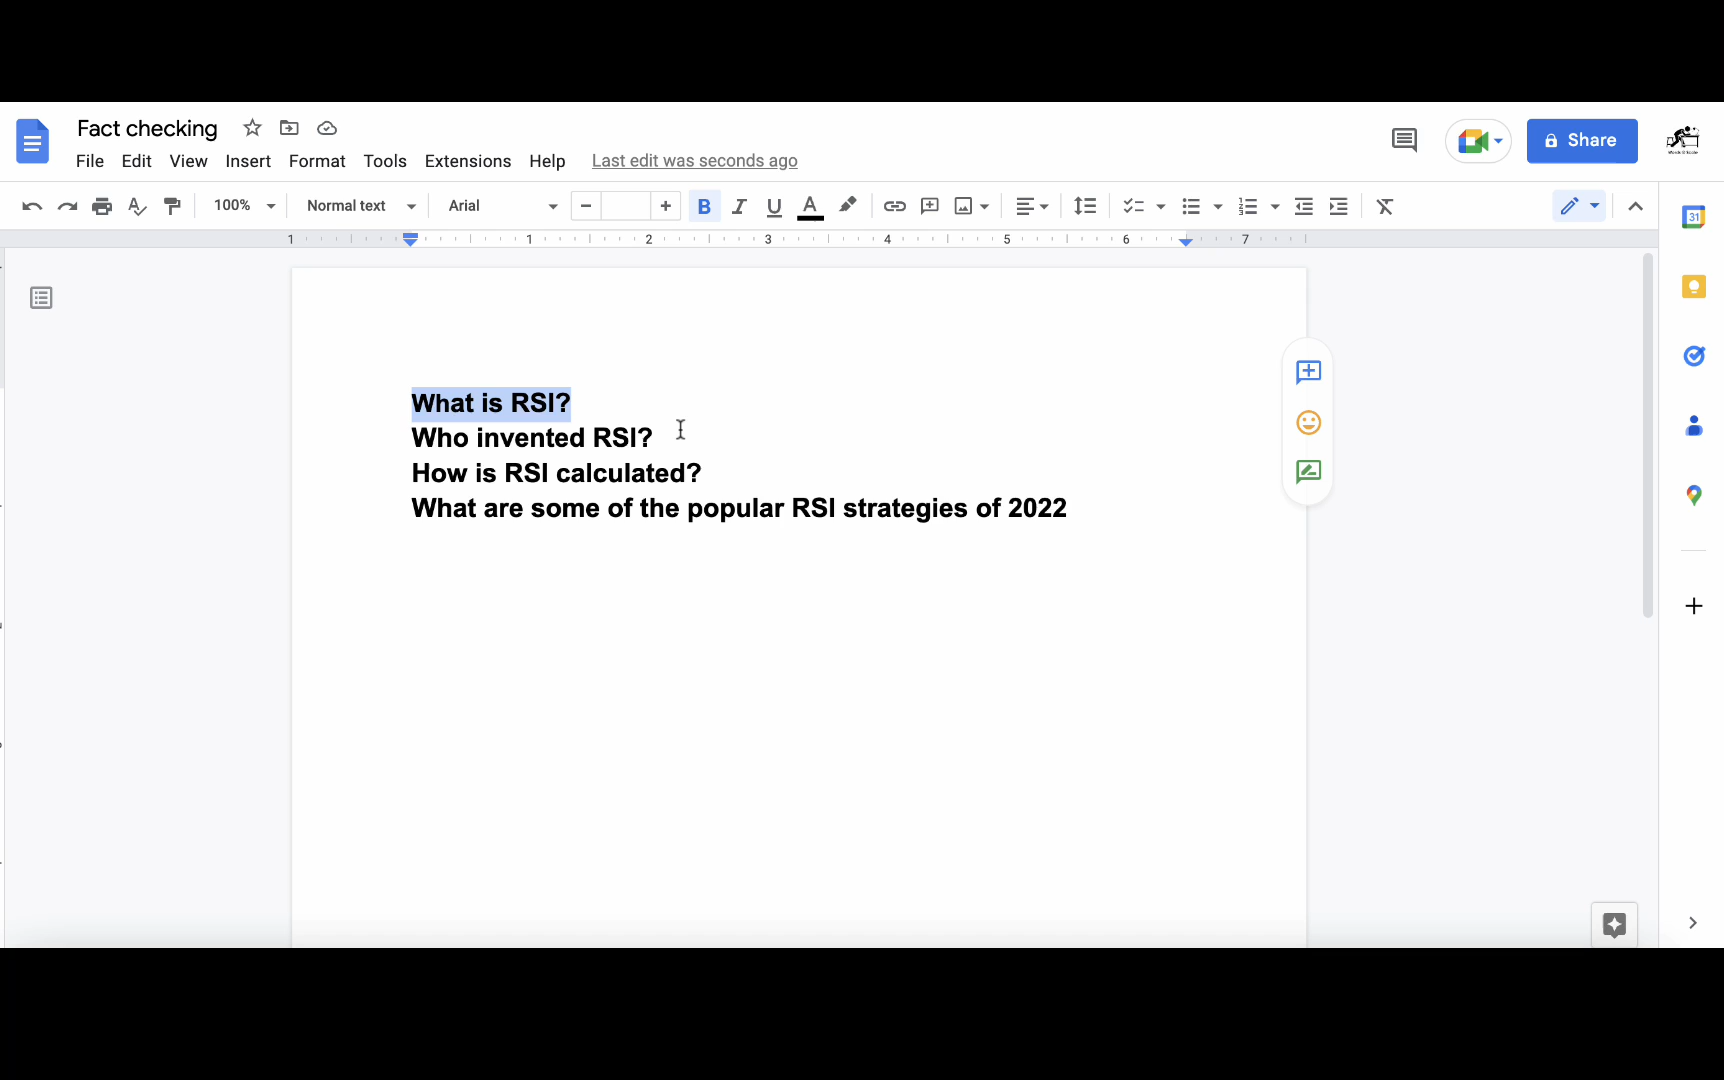 Fact checking
File Edit View Insert Format Tools Extensions Help Last edit was seconds ago
Share
100% Normal text Arial − + B I U A
1 1 2 3 4 5 6 7
31
What is RSI?
Who invented RSI?
How is RSI calculated?
What are some of the popular RSI strategies of 2022